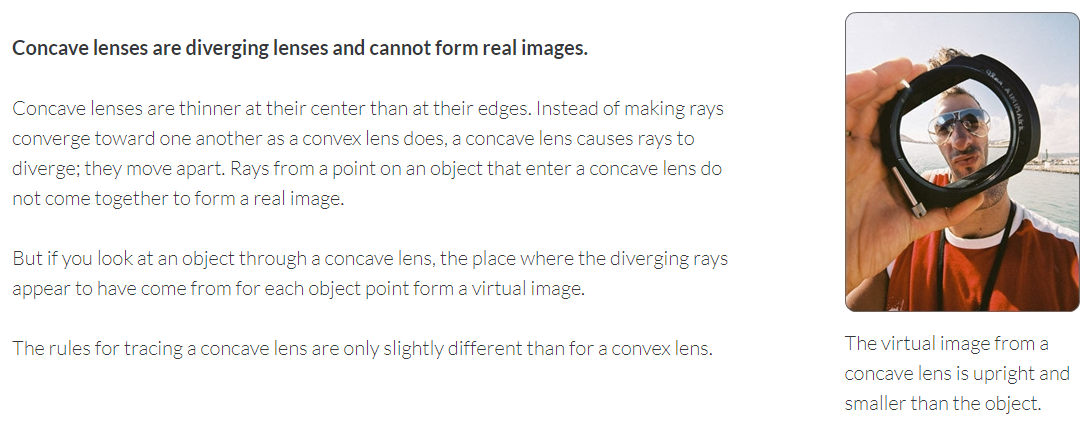 Concave lenses are diverging lenses and cannot form real images.
Concave lenses are thinner at their center than at their edges. Instead of making rays
converge toward one another as a convex lens does, a concave lens causes rays to
diverge; they move apart. Rays from a point on an object that enter a concave lens do
not come together to form a real image.
But if you look at an object through a concave lens, the place where the diverging rays
appear to have come from for each object point form a virtual image.
The rules for tracing a concave lens are only slightly different than for a convex lens.
The virtual image from a
concave lens is upright and
smaller than the object.